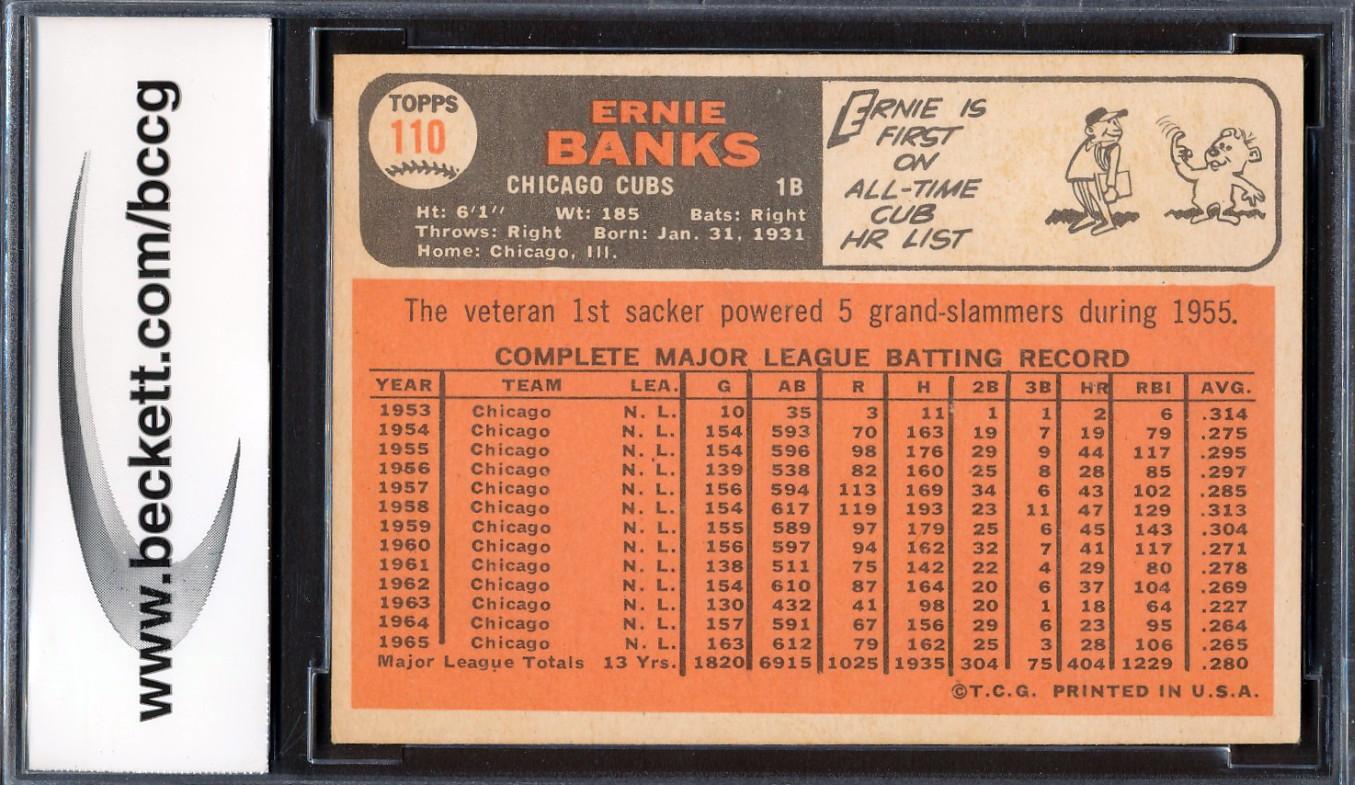 www.beckett.com/bccg
TOPPS
110
ERNIE
BANKS
CHICAGO CUBS 1B
Ht: 6'1" Wt: 185 Bats: Right
Throws: Right Born: Jan. 31, 1931
Home: Chicago, Ill.
ERNIE IS
FIRST
ON
ALL-TIME
CUB
HR LIST
The veteran 1st sacker powered 5 grand-slammers during 1955.
COMPLETE MAJOR LEAGUE BATTING RECORD
YEAR TEAM LEA. G AB R H 2B 3B HR RBI AVG.
1953 Chicago N. L. 10 35 3 11 1 1 2 6 .314
1954 Chicago N. L. 154 593 70 163 19 7 19 79 .275
1955 Chicago N. L. 154 596 98 176 29 9 44 117 .295
1956 Chicago N. L. 139 538 82 160 25 8 28 85 .297
1957 Chicago N. L. 156 594 113 169 34 6 43 102 .285
1958 Chicago N. L. 154 617 119 193 23 11 47 129 .313
1959 Chicago N. L. 155 589 97 179 25 6 45 143 .304
1960 Chicago N. L. 156 597 94 162 32 7 41 117 .271
1961 Chicago N. L. 138 511 75 142 22 4 29 80 .278
1962 Chicago N. L. 154 610 87 164 20 6 37 104 .269
1963 Chicago N. L. 130 432 41 98 20 1 18 64 .227
1964 Chicago N. L. 157 591 67 156 29 6 23 95 .264
1965 Chicago N. L. 163 612 79 162 25 3 28 106 .265
Major League Totals 13 Yrs. 1820 6915 1025 1935 304 75 404 1229 .280
©T.C.G. PRINTED IN U.S.A.